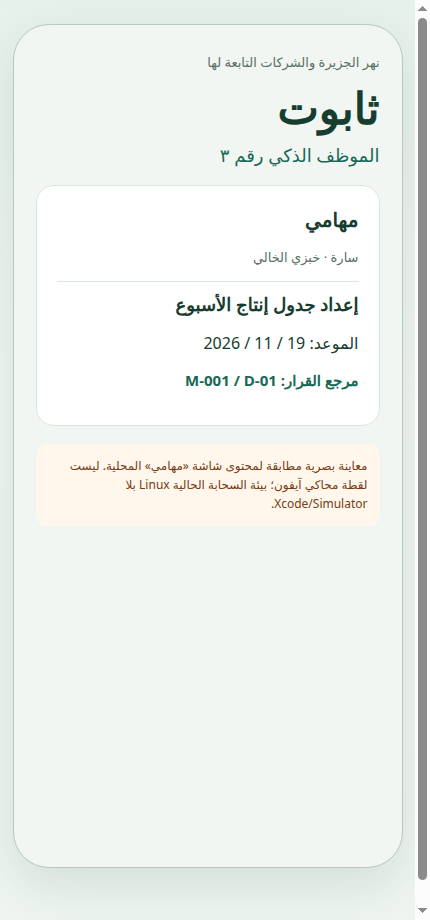 نهر الجزيرة والشركات التابعة لها
ثابوت
الموظف الذكي رقم ٣
مهامي
سارة · خبزي الخالي
إعداد جدول إنتاج الأسبوع
الموعد: 19 / 11 / 2026
مرجع القرار: M-001 / D-01
معاينة بصرية مطابقة لمحتوى شاشة «مهامي» المحلية. ليست
لقطة محاكي آيفون؛ بيئة السحابة الحالية Linux بلا
Xcode/Simulator.